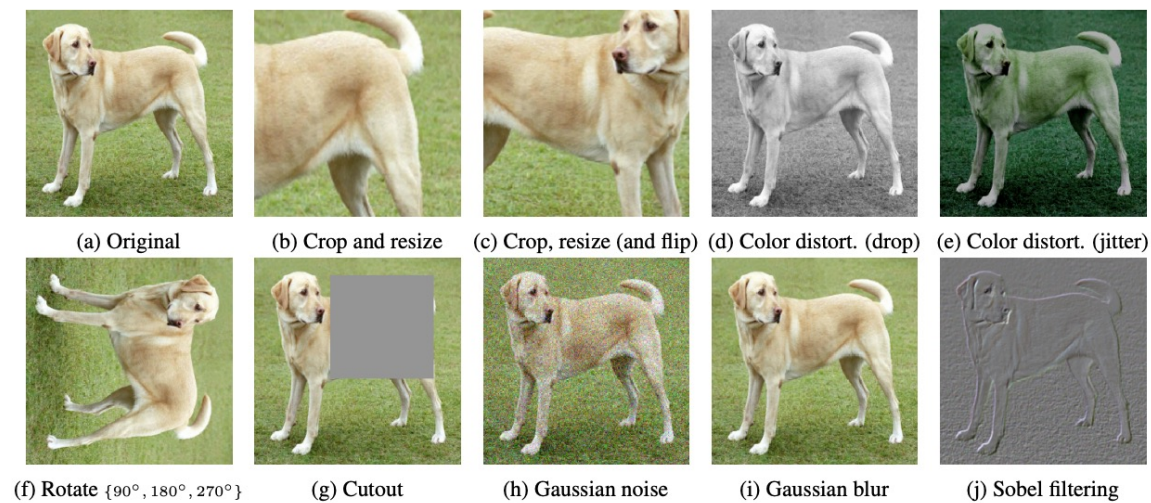 (a) Original
(b) Crop and resize
(c) Crop, resize (and flip)
(d) Color distort. (drop)
(e) Color distort. (jitter)
(f) Rotate {90°, 180°, 270°}
(g) Cutout
(h) Gaussian noise
(i) Gaussian blur
(j) Sobel filtering